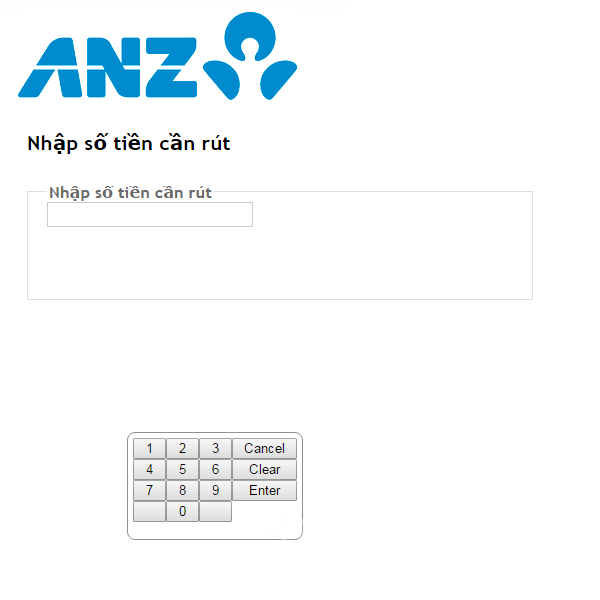 ANZ
Nhập số tiền cần rút
Nhập số tiền cần rút
1 2 3 Cancel
4 5 6 Clear
7 8 9 Enter
0